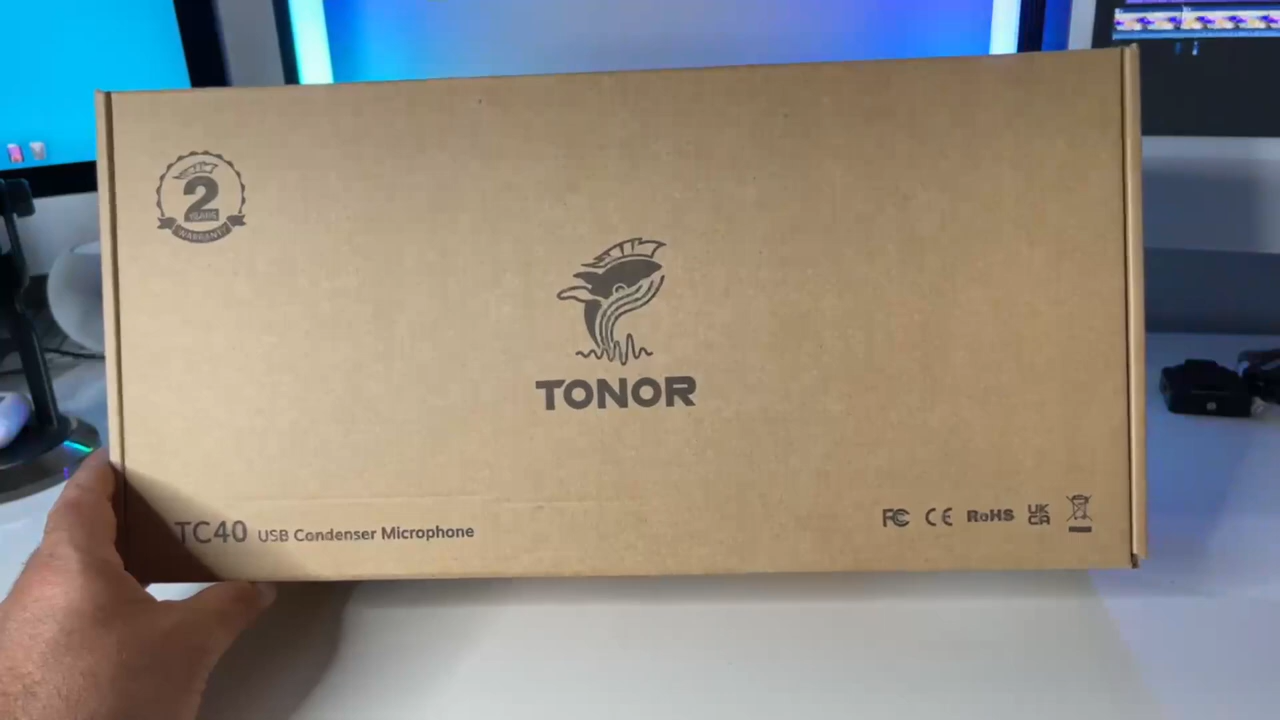 2
YEARS
WARRANTY
TONOR
TC40 USB Condenser Microphone
FC CE RoHS UK
CA